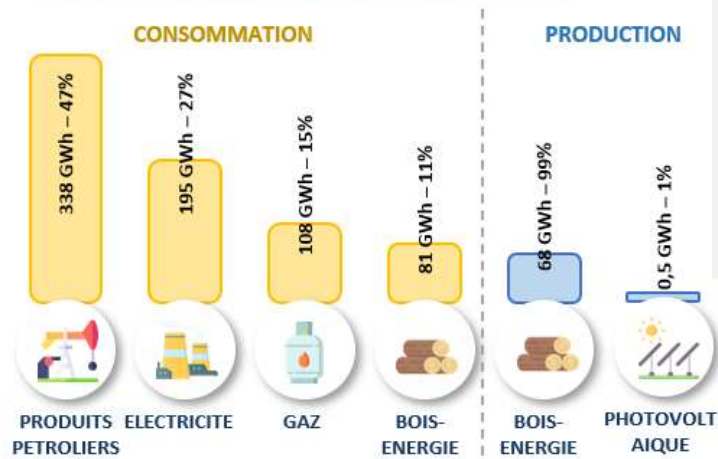 CONSOMMATION
PRODUCTION
338 GWh – 47%
195 GWh – 27%
108 GWh – 15%
81 GWh – 11%
68 GWh – 99%
0,5 GWh – 1%
PRODUITS
PETROLIERS
ELECTRICITE
GAZ
BOIS-
ENERGIE
BOIS-
ENERGIE
PHOTOVOLT
AIQUE